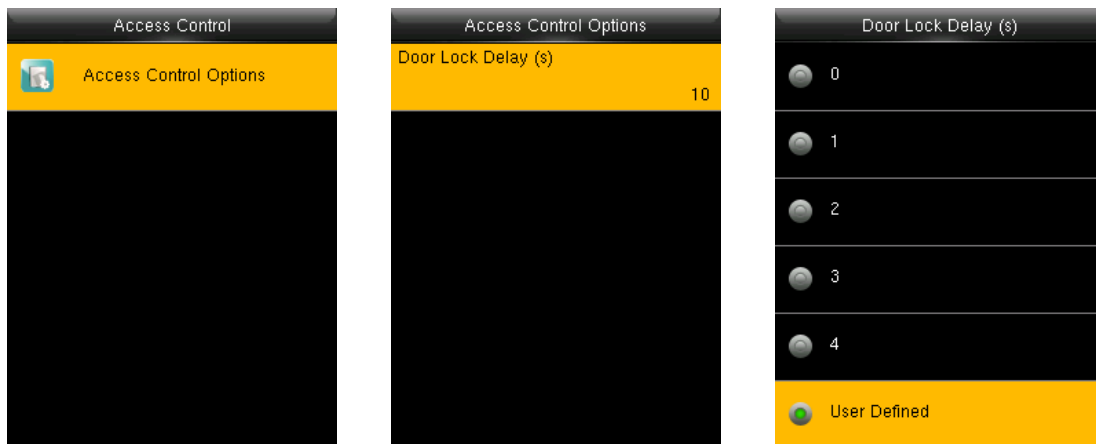 Access Control
Access Control Options
Access Control Options
Door Lock Delay (s)
10
Door Lock Delay (s)
0
1
2
3
4
User Defined